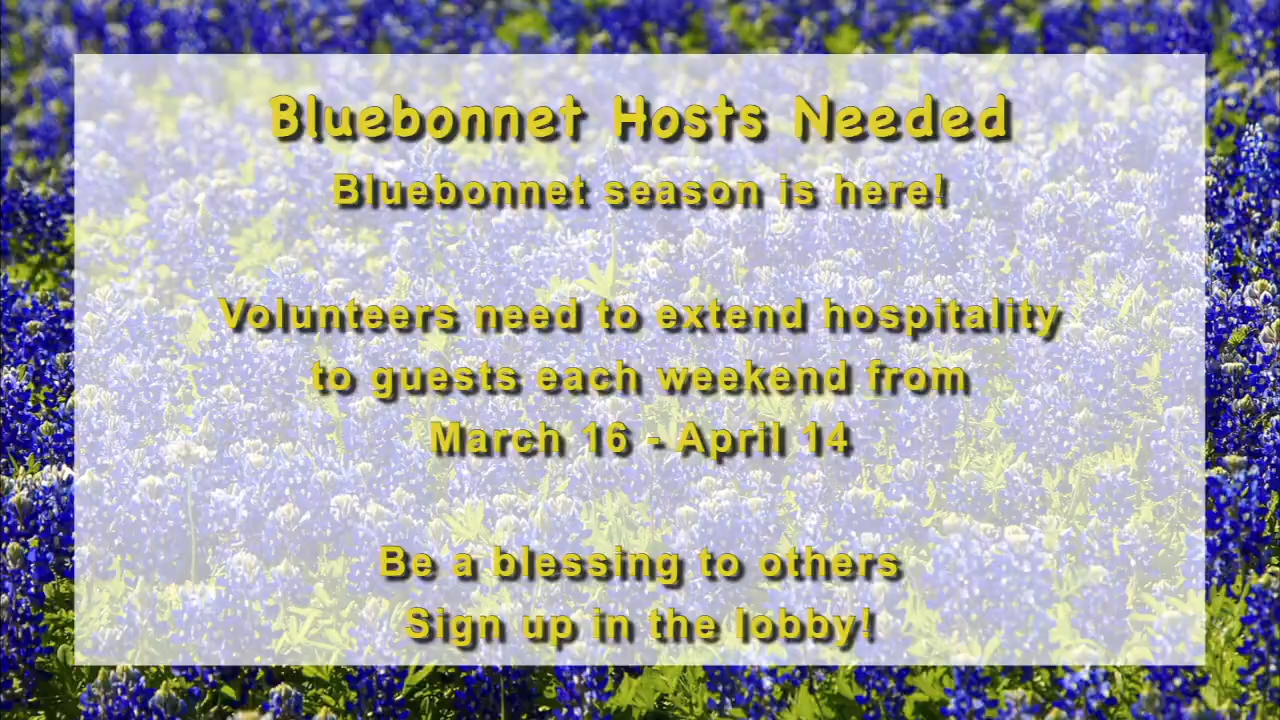 Bluebonnet Hosts Needed
Bluebonnet season is here!
Volunteers need to extend hospitality
to guests each weekend from
March 16 - April 14
Be a blessing to others
Sign up in the lobby!